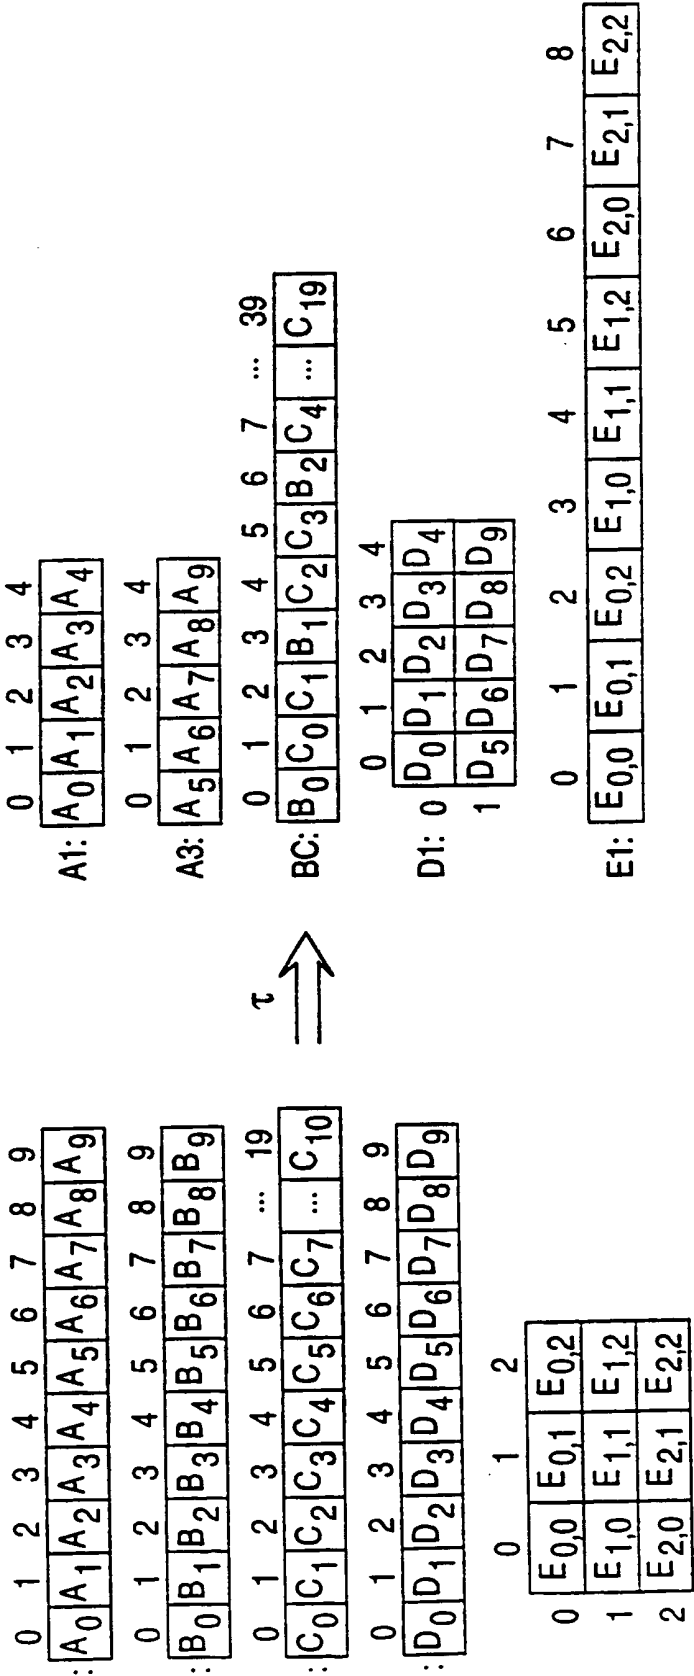 0 1 2 3 4 5 6 7 8 9
: A0 A1 A2 A3 A4 A5 A6 A7 A8 A9
0 1 2 3 4 5 6 7 8 9
: B0 B1 B2 B3 B4 B5 B6 B7 B8 B9
0 1 2 3 4 5 6 7 ... 19
: C0 C1 C2 C3 C4 C5 C6 C7 ... C10
0 1 2 3 4 5 6 7 8 9
: D0 D1 D2 D3 D4 D5 D6 D7 D8 D9
0 1 2
0 E0,0 E0,1 E0,2
1 E1,0 E1,1 E1,2
2 E2,0 E2,1 E2,2
τ
0 1 2 3 4
A1: A0 A1 A2 A3 A4
0 1 2 3 4
A3: A5 A6 A7 A8 A9
0 1 2 3 4 5 6 7 ... 39
BC: B0 C0 C1 B1 C2 C3 B2 C4 ... C19
0 1 2 3 4
D1: 0 D0 D1 D2 D3 D4
1 D5 D6 D7 D8 D9
0 1 2 3 4 5 6 7 8
E1: E0,0 E0,1 E0,2 E1,0 E1,1 E1,2 E2,0 E2,1 E2,2